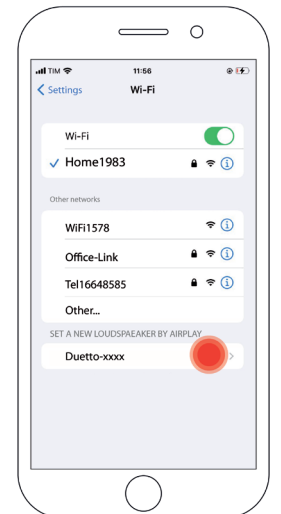 TIM 11:56
Settings Wi-Fi
Wi-Fi
Home1983
Other networks
WiFi1578
Office-Link
Tel16648585
Other...
SET A NEW LOUDSPAEAKER BY AIRPLAY
Duetto-xxxx